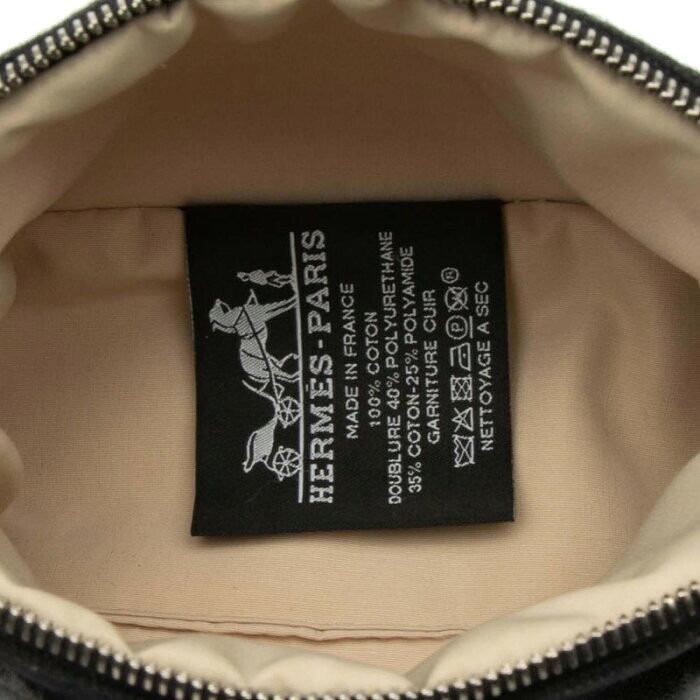 HERMÈS-PARIS
MADE IN FRANCE
100% COTON
DOUBLURE 40% POLYURETHANE
35% COTON-25% POLYAMIDE
GARNITURE CUIR
NETTOYAGE A SEC